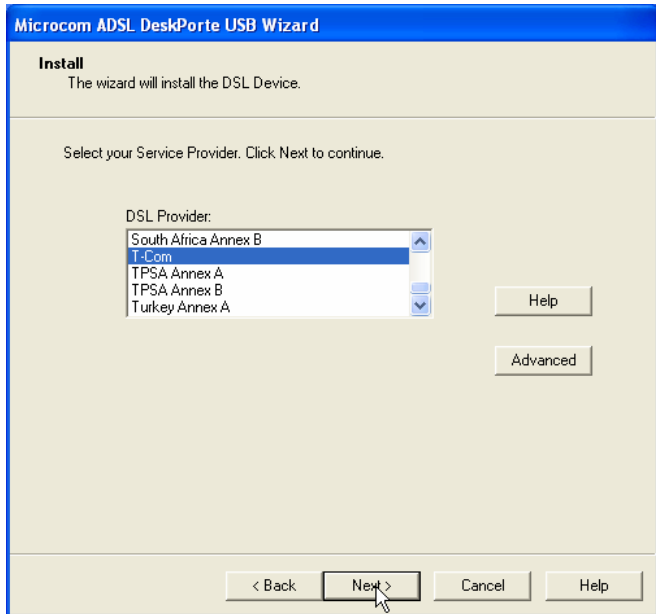 Microcom ADSL DeskPorte USB Wizard
Install
The wizard will install the DSL Device.
Select your Service Provider. Click Next to continue.
DSL Provider:
South Africa Annex B
T-Com
TPSA Annex A
TPSA Annex B
Turkey Annex A
Help
Advanced
< Back Next > Cancel Help